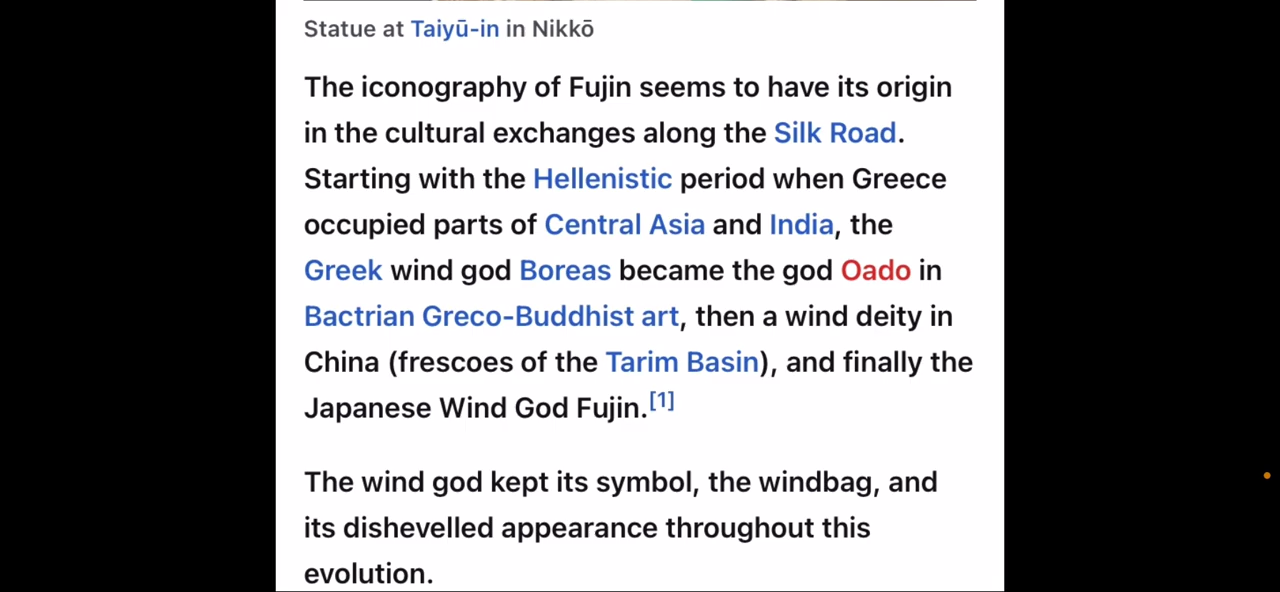 Statue at Taiyū-in in Nikkō
The iconography of Fujin seems to have its origin
in the cultural exchanges along the Silk Road.
Starting with the Hellenistic period when Greece
occupied parts of Central Asia and India, the
Greek wind god Boreas became the god Oado in
Bactrian Greco-Buddhist art, then a wind deity in
China (frescoes of the Tarim Basin), and finally the
Japanese Wind God Fujin.[1]
The wind god kept its symbol, the windbag, and
its dishevelled appearance throughout this
evolution.